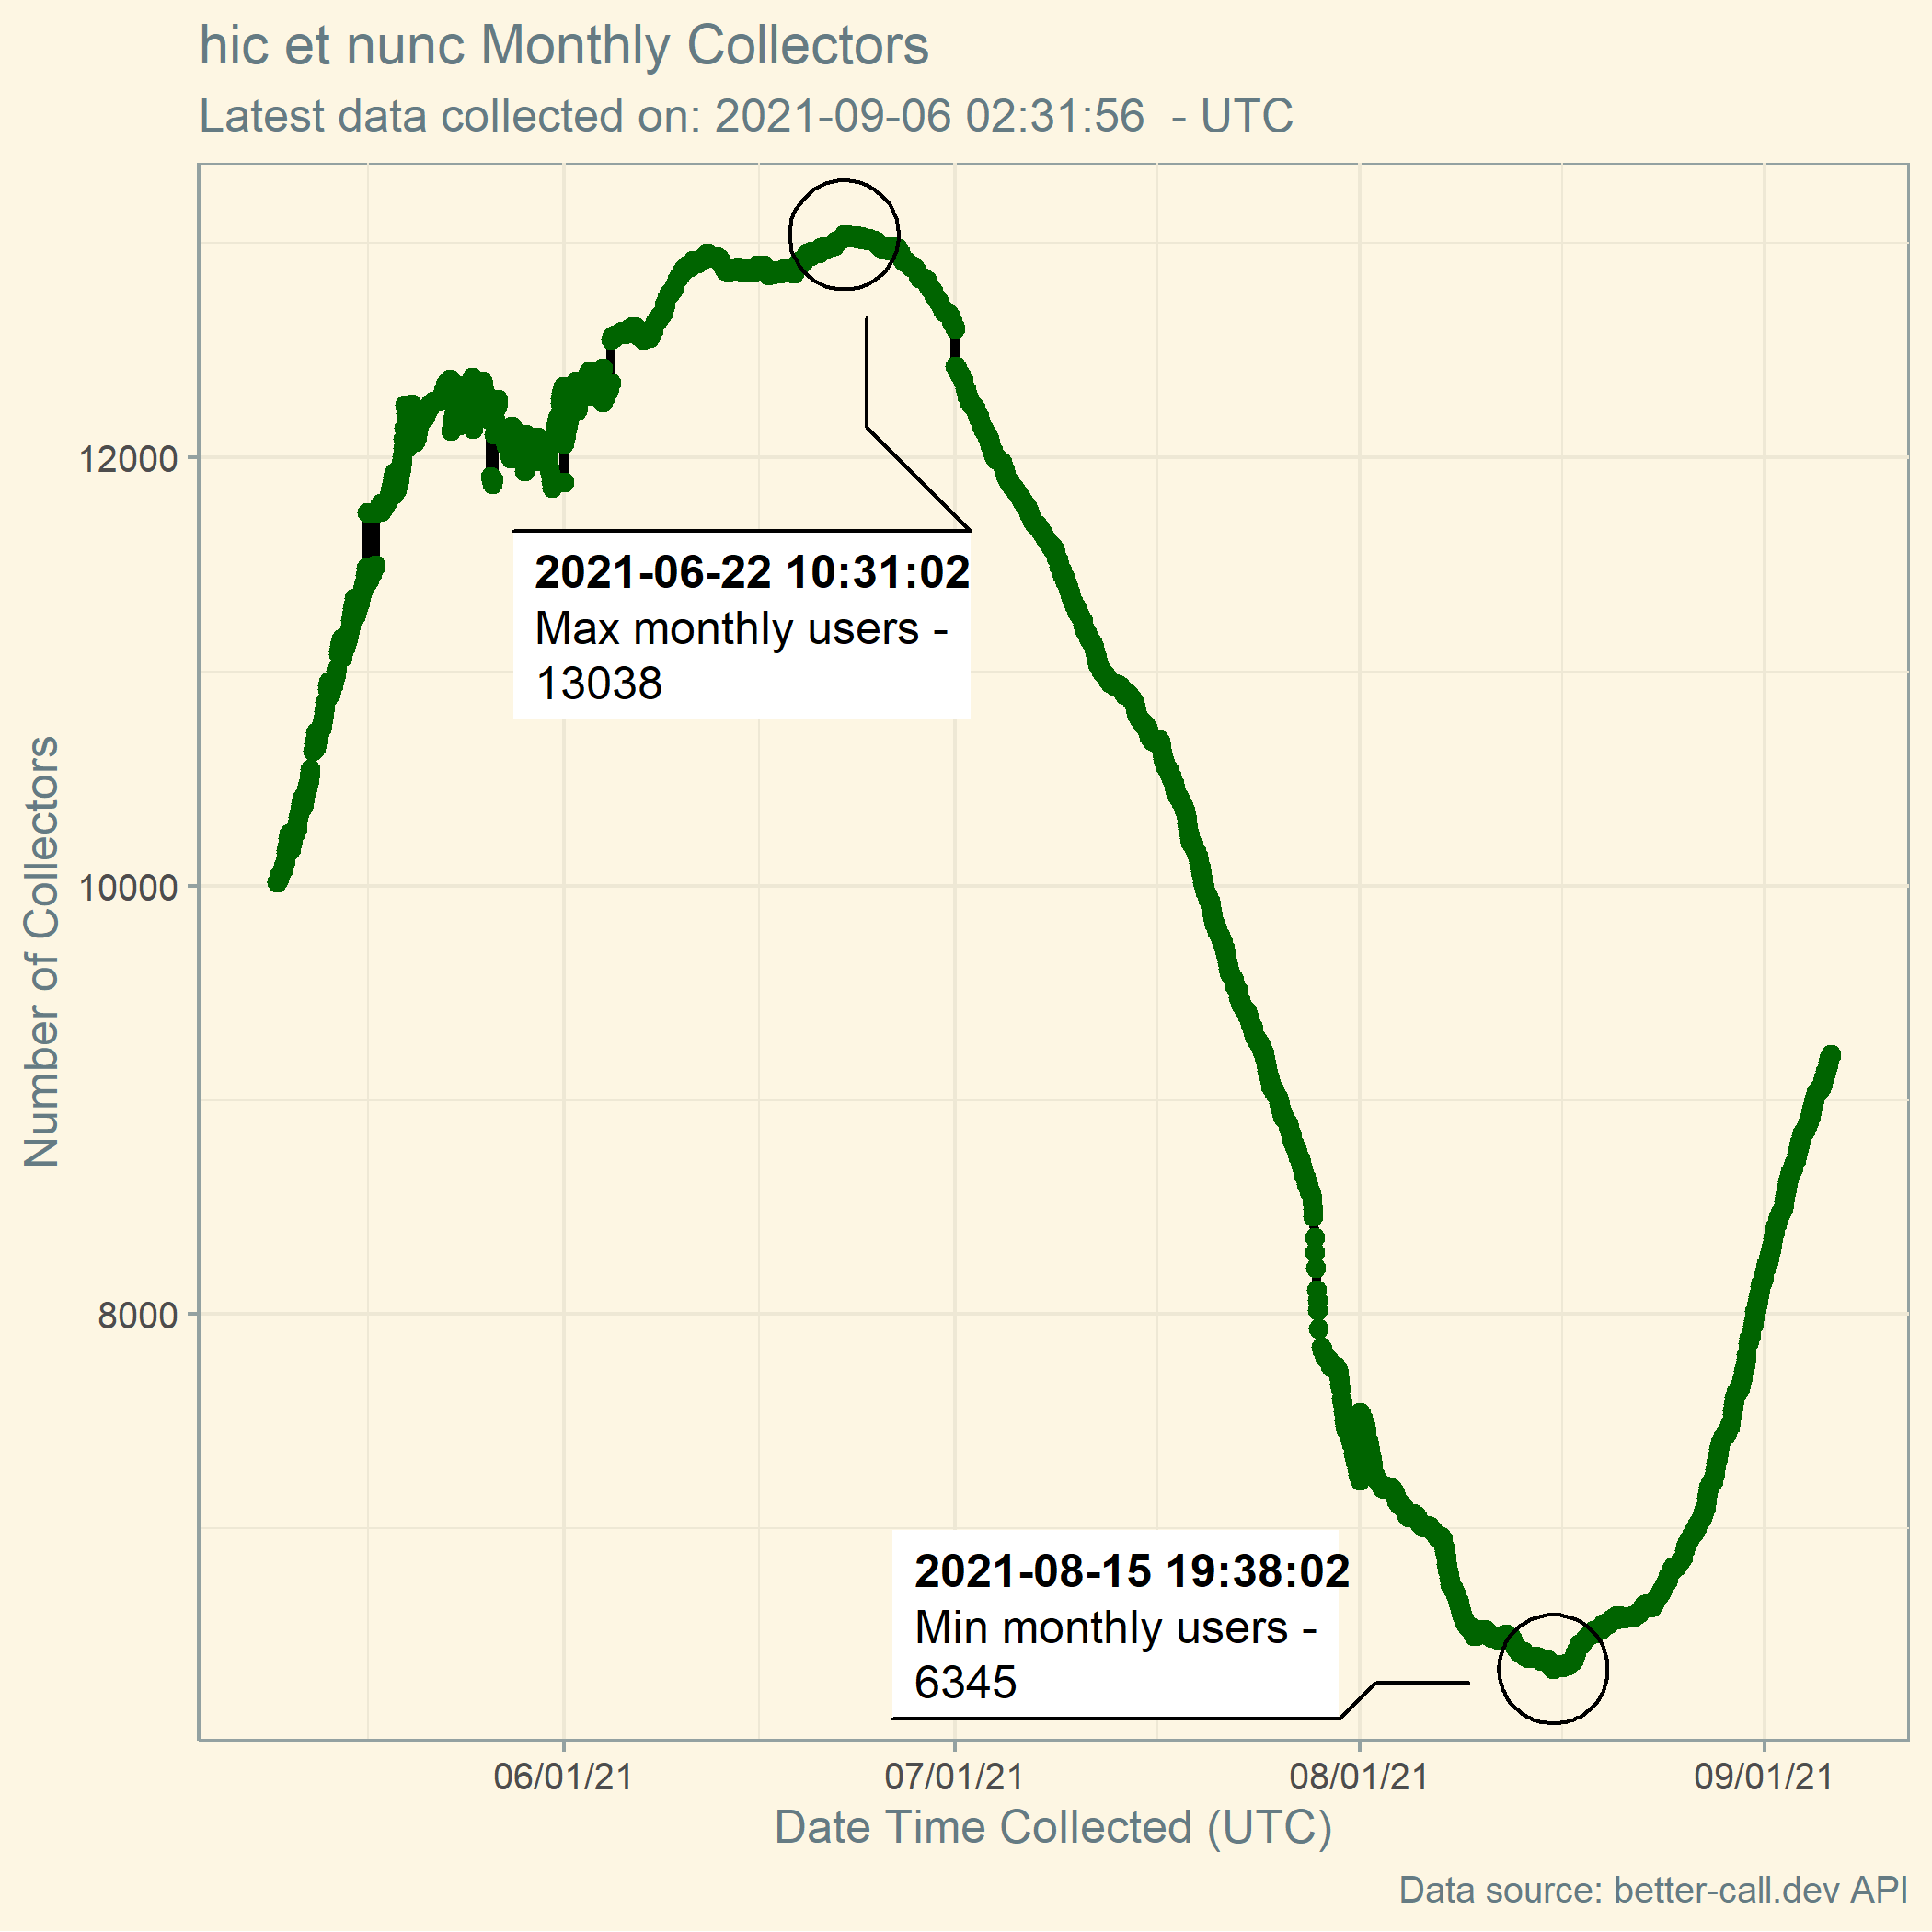 hic et nunc Monthly Collectors
Latest data collected on: 2021-09-06 02:31:56  - UTC
Number of Collectors
12000
10000
8000
2021-06-22 10:31:02
Max monthly users -
13038
2021-08-15 19:38:02
Min monthly users -
6345
06/01/21
07/01/21
08/01/21
09/01/21
Date Time Collected (UTC)
Data source: better-call.dev API